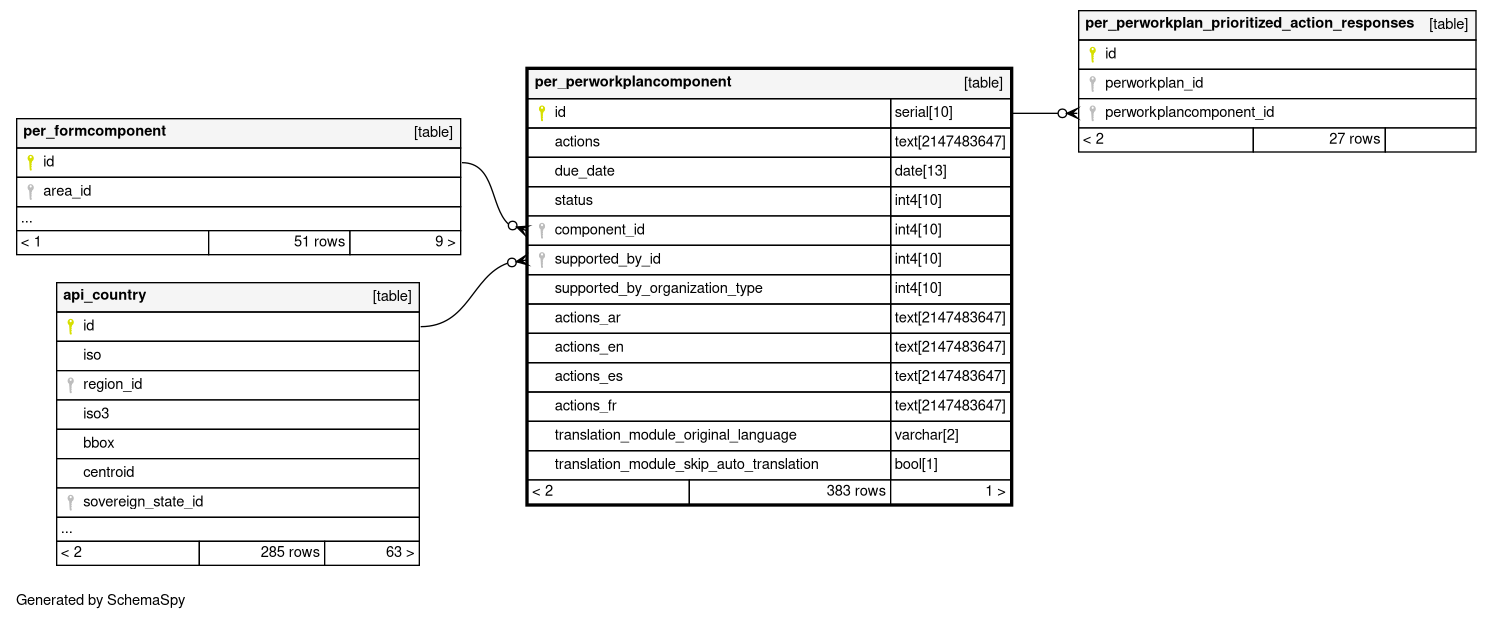 per_perworkplan_prioritized_action_responses [table]
id
perworkplan_id
perworkplancomponent_id
< 2 27 rows
per_perworkplancomponent [table]
id serial[10]
actions text[2147483647]
due_date date[13]
status int4[10]
component_id int4[10]
supported_by_id int4[10]
supported_by_organization_type int4[10]
actions_ar text[2147483647]
actions_en text[2147483647]
actions_es text[2147483647]
actions_fr text[2147483647]
translation_module_original_language varchar[2]
translation_module_skip_auto_translation bool[1]
< 2 383 rows 1 >
per_formcomponent [table]
id
area_id
...
< 1 51 rows 9 >
api_country [table]
id
iso
region_id
iso3
bbox
centroid
sovereign_state_id
...
< 2 285 rows 63 >
Generated by SchemaSpy